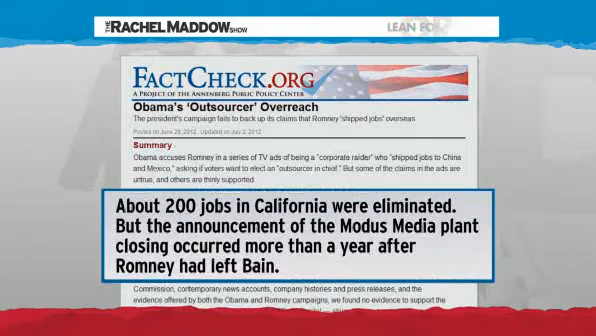 THE RACHEL MADDOW SHOW
LEAN FO
FACTCHECK.ORG
A PROJECT OF THE ANNENBERG PUBLIC POLICY CENTER
Obama's 'Outsourcer' Overreach
The president's campaign fails to back up its claims that Romney "shipped jobs" overseas
Posted on June 29, 2012, Updated on July 2, 2012
Summary
Obama accuses Romney in a series of TV ads of being a "corporate raider" who "shipped jobs to China
and Mexico," asking if voters want to elect an "outsourcer in chief." But some of the claims in the ads are
untrue, and others are thinly supported
About 200 jobs in California were eliminated.
But the announcement of the Modus Media plant
closing occurred more than a year after
Romney had left Bain.
Commission, contemporary news accounts, company histories and press releases, and the
evidence offered by both the Obama and Romney campaigns, we found no evidence to support the